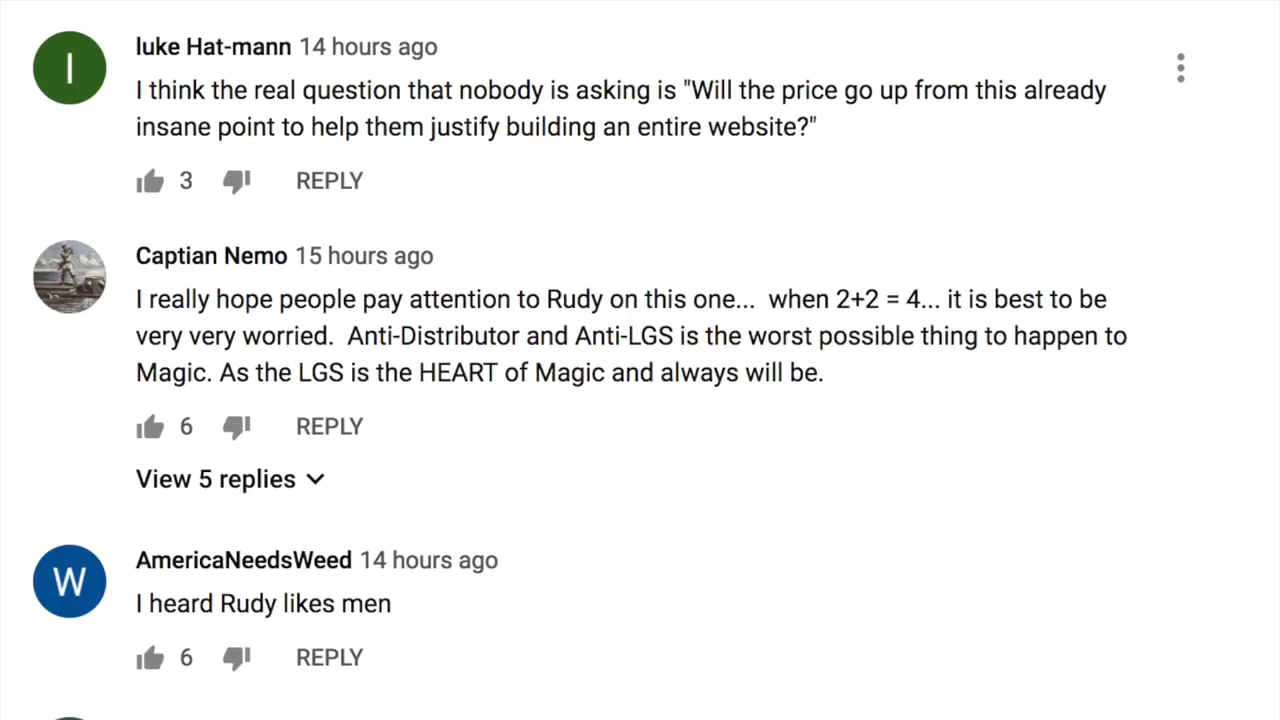 I
luke Hat-mann 14 hours ago
I think the real question that nobody is asking is "Will the price go up from this already
insane point to help them justify building an entire website?"
3 REPLY
Captian Nemo 15 hours ago
I really hope people pay attention to Rudy on this one... when 2+2 = 4... it is best to be
very very worried. Anti-Distributor and Anti-LGS is the worst possible thing to happen to
Magic. As the LGS is the HEART of Magic and always will be.
6 REPLY
View 5 replies
W
AmericaNeedsWeed 14 hours ago
I heard Rudy likes men
6 REPLY